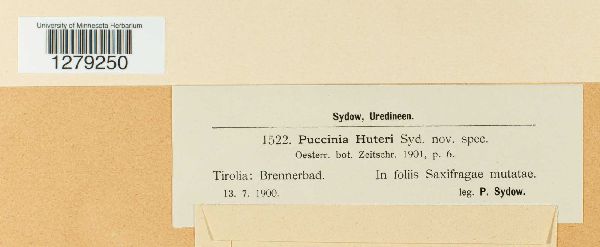 University of Minnesota Herbarium
1279250
Sydow, Uredineen.
1522. Puccinia Huteri Syd. nov. spec.
Oesterr. bot. Zeitschr. 1901, p. 6.
Tirolia: Brennerbad. In foliis Saxifragae mutatae.
13. 7. 1900. leg. P. Sydow.